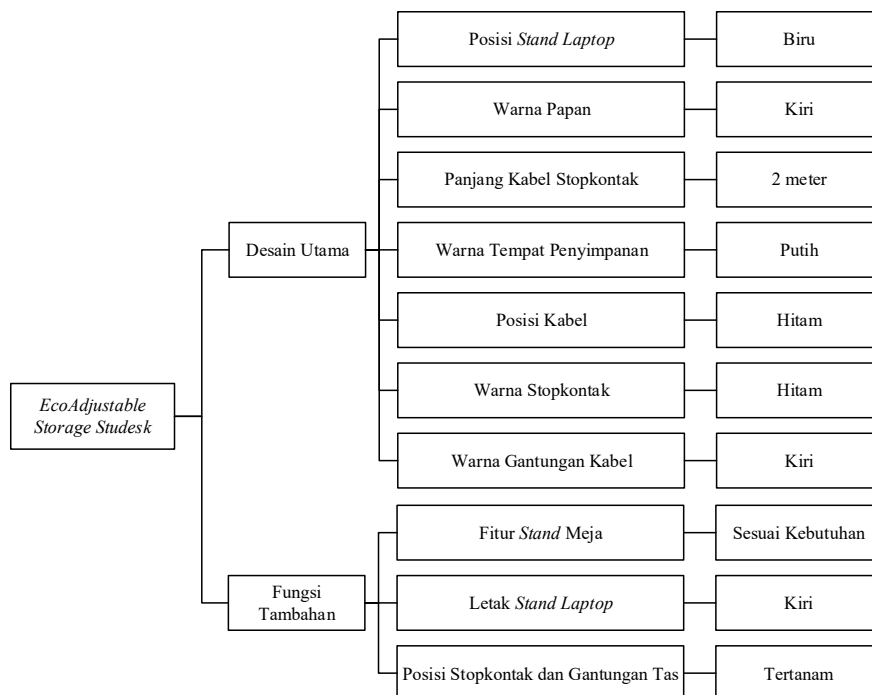 EcoAdjustable
Storage Studesk
Desain Utama
Posisi Stand Laptop
Biru
Warna Papan
Kiri
Panjang Kabel Stopkontak
2 meter
Warna Tempat Penyimpanan
Putih
Posisi Kabel
Hitam
Warna Stopkontak
Hitam
Warna Gantungan Kabel
Kiri
Fungsi
Tambahan
Fitur Stand Meja
Sesuai Kebutuhan
Letak Stand Laptop
Kiri
Posisi Stopkontak dan Gantungan Tas
Tertanam